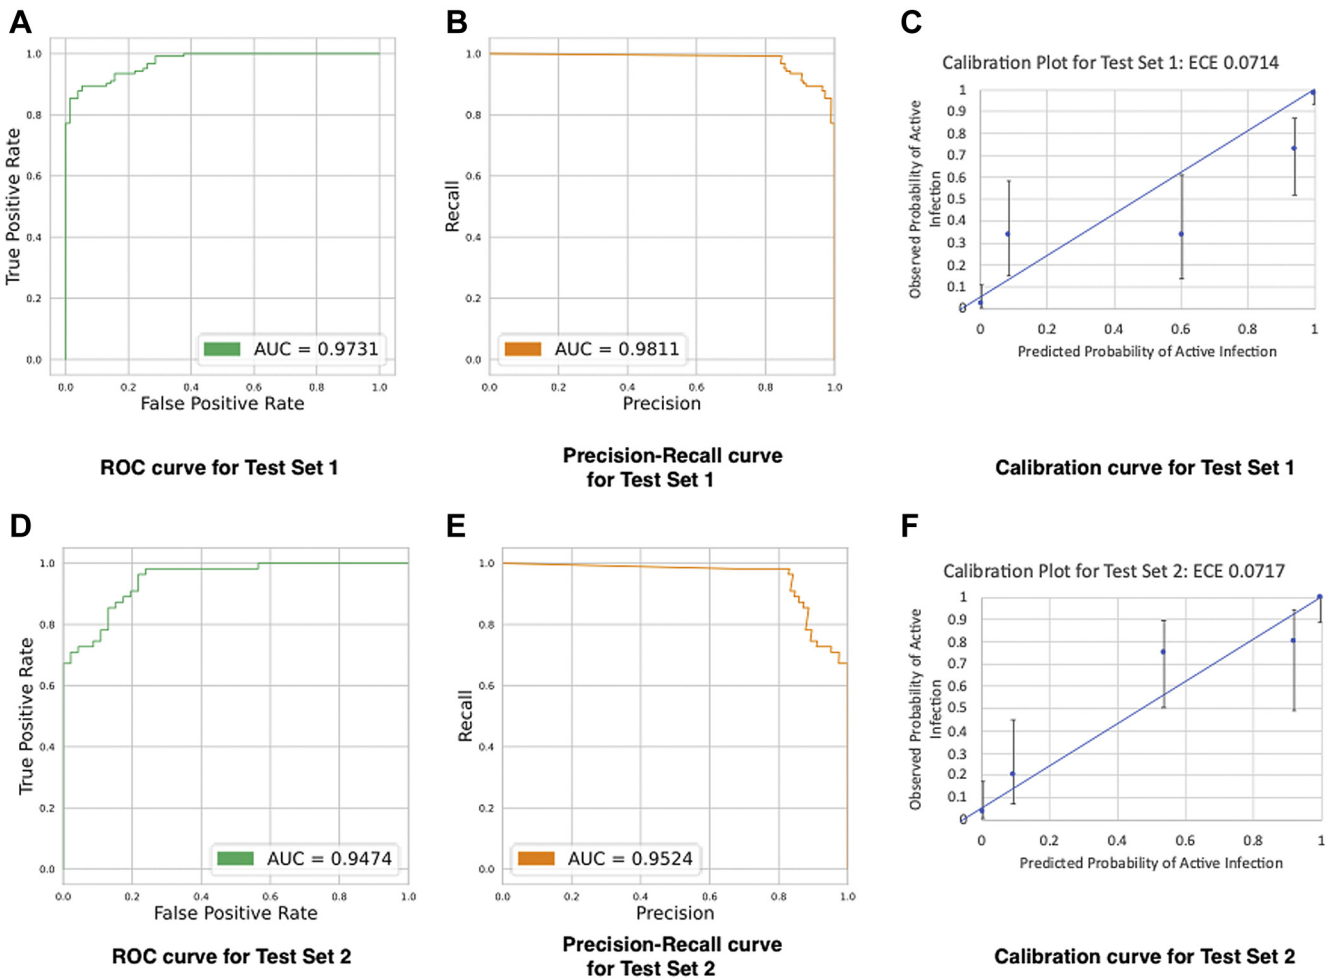 A
1.0
0.8
0.6
0.4
0.2
0.0
True Positive Rate
AUC = 0.9731
0.0 0.2 0.4 0.6 0.8 1.0
False Positive Rate
ROC curve for Test Set 1
B
1.0
0.8
0.6
0.4
0.2
0.0
Recall
AUC = 0.9811
0.0 0.2 0.4 0.6 0.8 1.0
Precision
Precision-Recall curve
for Test Set 1
C
Calibration Plot for Test Set 1: ECE 0.0714
Observed Probability of Active
Infection
1
0.9
0.8
0.7
0.6
0.5
0.4
0.3
0.2
0.1
0
0 0.2 0.4 0.6 0.8 1
Predicted Probability of Active Infection
Calibration curve for Test Set 1
D
1.0
0.8
0.6
0.4
0.2
0.0
True Positive Rate
AUC = 0.9474
0.0 0.2 0.4 0.6 0.8 1.0
False Positive Rate
ROC curve for Test Set 2
E
1.0
0.8
0.6
0.4
0.2
0.0
Recall
AUC = 0.9524
0.0 0.2 0.4 0.6 0.8 1.0
Precision
Precision-Recall curve
for Test Set 2
F
Calibration Plot for Test Set 2: ECE 0.0717
Observed Probability of Active
Infection
1
0.9
0.8
0.7
0.6
0.5
0.4
0.3
0.2
0.1
0
0 0.2 0.4 0.6 0.8 1
Predicted Probability of Active Infection
Calibration curve for Test Set 2